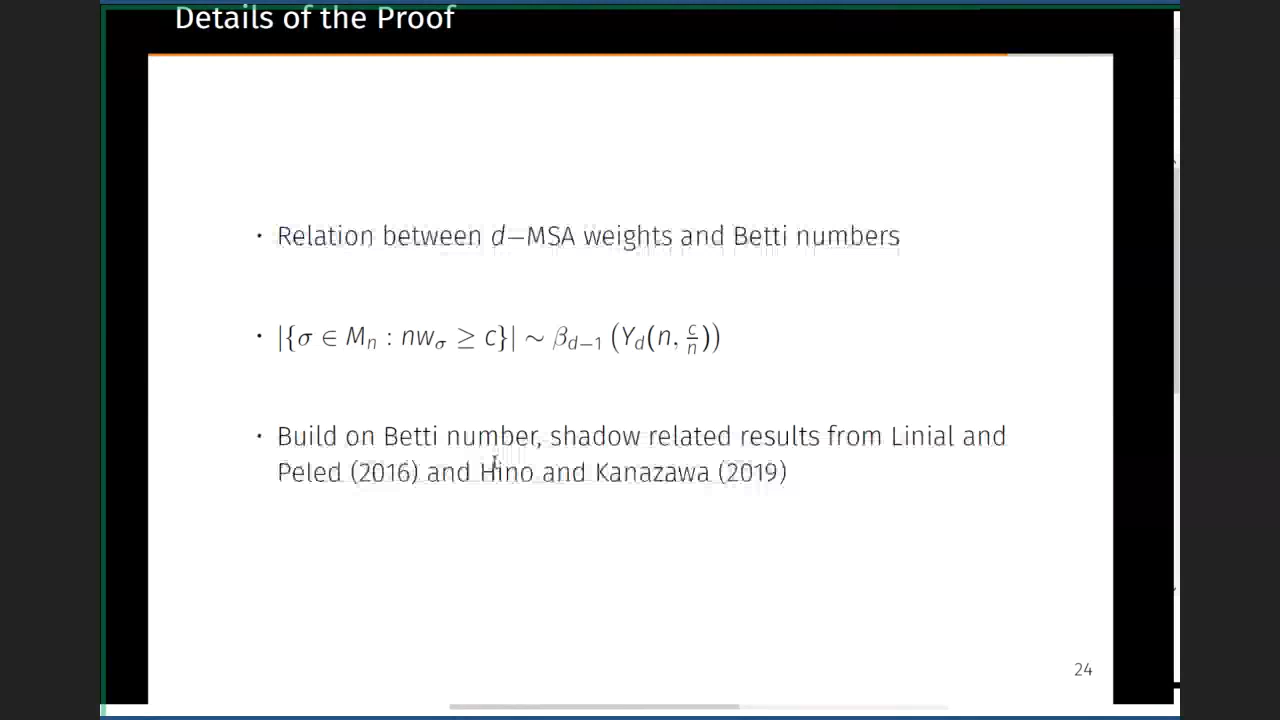 Details of the Proof
· Relation between d–MSA weights and Betti numbers
· |{σ ∈ Mₙ : nw_σ ≥ c}| ∼ β_{d−1} (Y_d(n, c/n))
· Build on Betti number, shadow related results from Linial and
Peled (2016) and Hino and Kanazawa (2019)
24